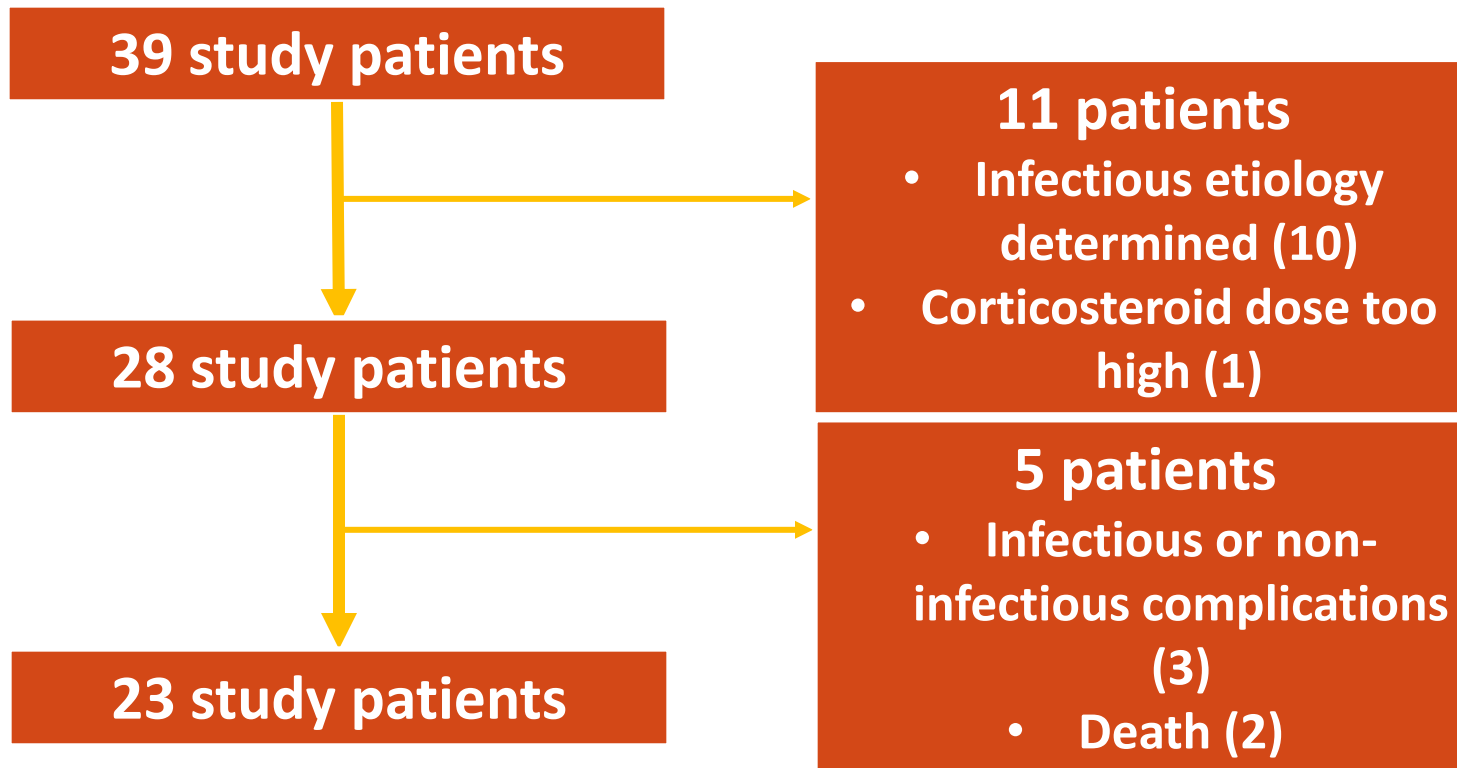 39 study patients
11 patients
• Infectious etiology
determined (10)
• Corticosteroid dose too
high (1)
28 study patients
5 patients
• Infectious or non-
infectious complications
(3)
• Death (2)
23 study patients